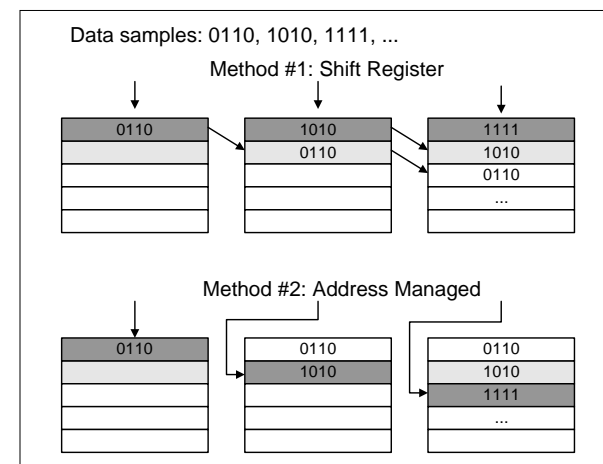 Data samples: 0110, 1010, 1111, ...
Method #1: Shift Register
0110 1010 1111
0110 1010
0110
...
Method #2: Address Managed
0110 0110 0110
1010 1010
1111
...